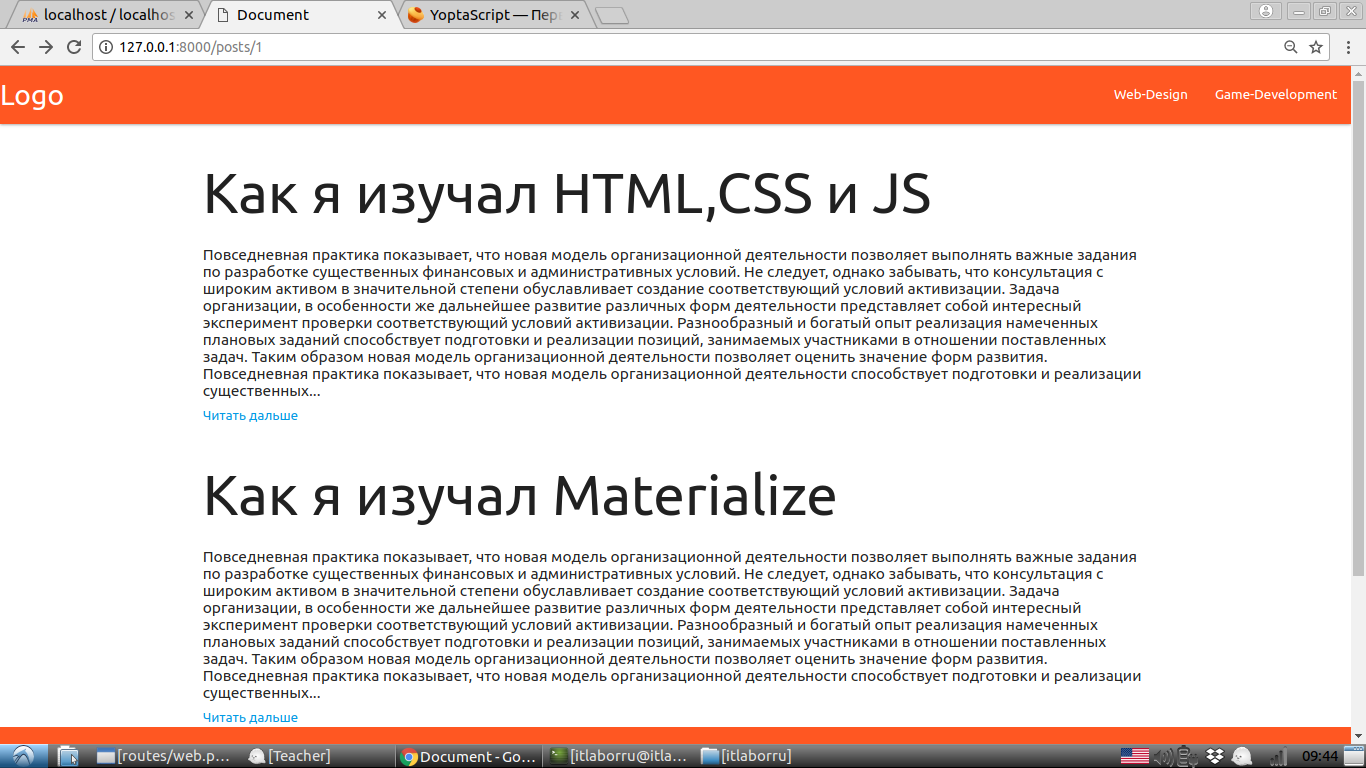 localhost / localhos
Document
YoptaScript — Пер
127.0.0.1:8000/posts/1
Logo
Web-Design
Game-Development
Как я изучал HTML,CSS и JS
Повседневная практика показывает, что новая модель организационной деятельности позволяет выполнять важные задания
по разработке существенных финансовых и административных условий. Не следует, однако забывать, что консультация с
широким активом в значительной степени обуславливает создание соответствующий условий активизации. Задача
организации, в особенности же дальнейшее развитие различных форм деятельности представляет собой интересный
эксперимент проверки соответствующий условий активизации. Разнообразный и богатый опыт реализация намеченных
плановых заданий способствует подготовки и реализации позиций, занимаемых участниками в отношении поставленных
задач. Таким образом новая модель организационной деятельности позволяет оценить значение форм развития.
Повседневная практика показывает, что новая модель организационной деятельности способствует подготовки и реализации
существенных...
Читать дальше
Как я изучал Materialize
Повседневная практика показывает, что новая модель организационной деятельности позволяет выполнять важные задания
по разработке существенных финансовых и административных условий. Не следует, однако забывать, что консультация с
широким активом в значительной степени обуславливает создание соответствующий условий активизации. Задача
организации, в особенности же дальнейшее развитие различных форм деятельности представляет собой интересный
эксперимент проверки соответствующий условий активизации. Разнообразный и богатый опыт реализация намеченных
плановых заданий способствует подготовки и реализации позиций, занимаемых участниками в отношении поставленных
задач. Таким образом новая модель организационной деятельности позволяет оценить значение форм развития.
Повседневная практика показывает, что новая модель организационной деятельности способствует подготовки и реализации
существенных...
Читать дальше
[routes/web.p...
[Teacher]
Document - Go...
[itlaborru@itla...
[itlaborru]
09:44